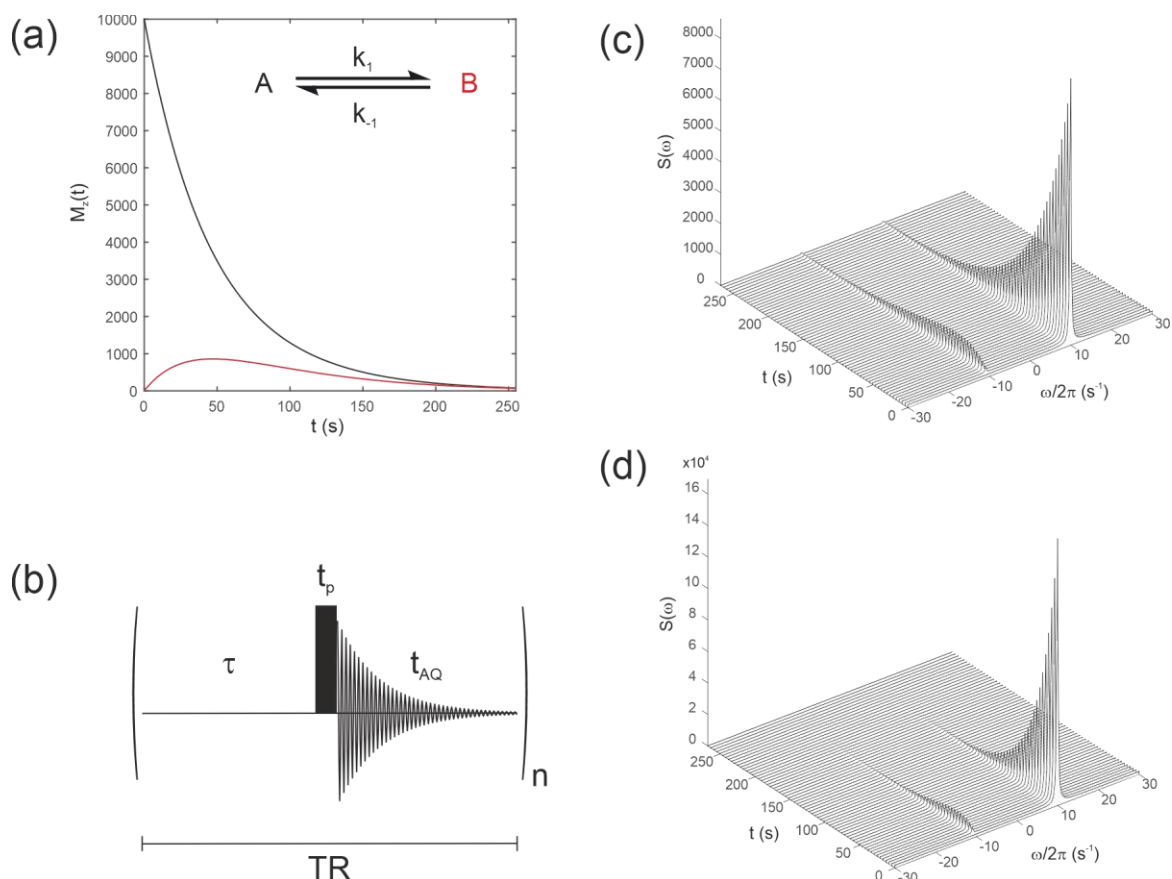 (a)
10000
9000
8000
7000
6000
5000
4000
3000
2000
1000
0
M_z(t)
A
k_1
k_{-1}
B
0
50
100
150
200
250
t (s)
(b)
τ
t_p
t_{AQ}
n
TR
(c)
8000
7000
6000
5000
4000
3000
2000
1000
0
S(ω)
250
200
150
100
50
0
t (s)
-30
-20
-10
0
10
20
30
ω/2π (s⁻¹)
(d)
x10⁴
16
14
12
10
8
6
4
2
0
S(ω)
250
200
150
100
50
0
t (s)
-30
-20
-10
0
10
20
30
ω/2π (s⁻¹)